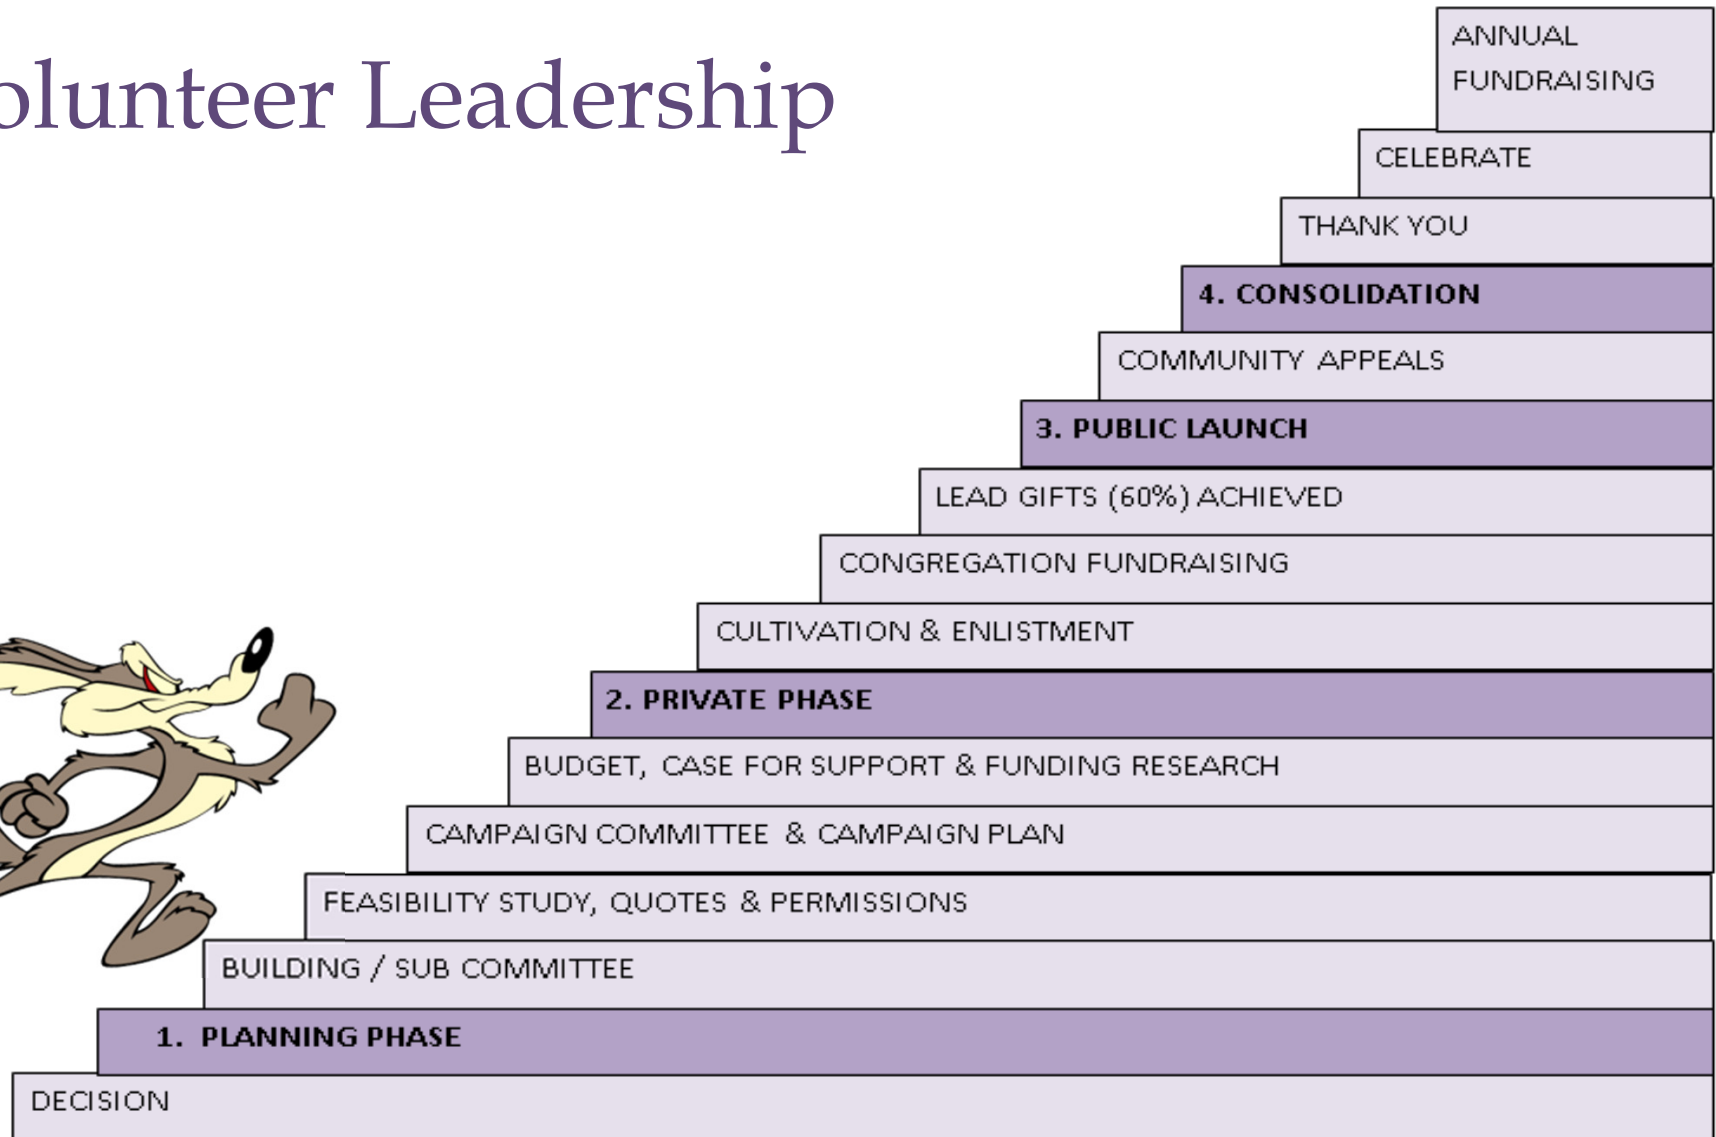 olunteer Leadership
ANNUAL
FUNDRAISING
CELEBRATE
THANK YOU
4. CONSOLIDATION
COMMUNITY APPEALS
3. PUBLIC LAUNCH
LEAD GIFTS (60%) ACHIEVED
CONGREGATION FUNDRAISING
CULTIVATION & ENLISTMENT
2. PRIVATE PHASE
BUDGET, CASE FOR SUPPORT & FUNDING RESEARCH
CAMPAIGN COMMITTEE & CAMPAIGN PLAN
FEASIBILITY STUDY, QUOTES & PERMISSIONS
BUILDING / SUB COMMITTEE
1. PLANNING PHASE
DECISION